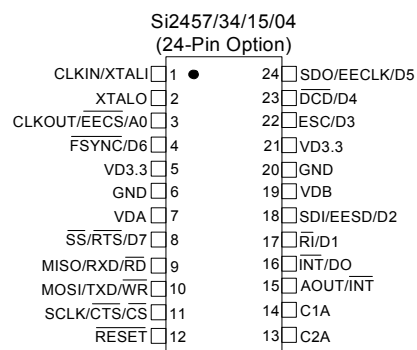 Si2457/34/15/04
(24-Pin Option)
CLKIN/XTALI 1 24 SDO/EECLK/D5
XTALO 2 23 DCD/D4
CLKOUT/EECS/A0 3 22 ESC/D3
FSYNC/D6 4 21 VD3.3
VD3.3 5 20 GND
GND 6 19 VDB
VDA 7 18 SDI/EESD/D2
SS/RTS/D7 8 17 RI/D1
MISO/RXD/RD 9 16 INT/DO
MOSI/TXD/WR 10 15 AOUT/INT
SCLK/CTS/CS 11 14 C1A
RESET 12 13 C2A